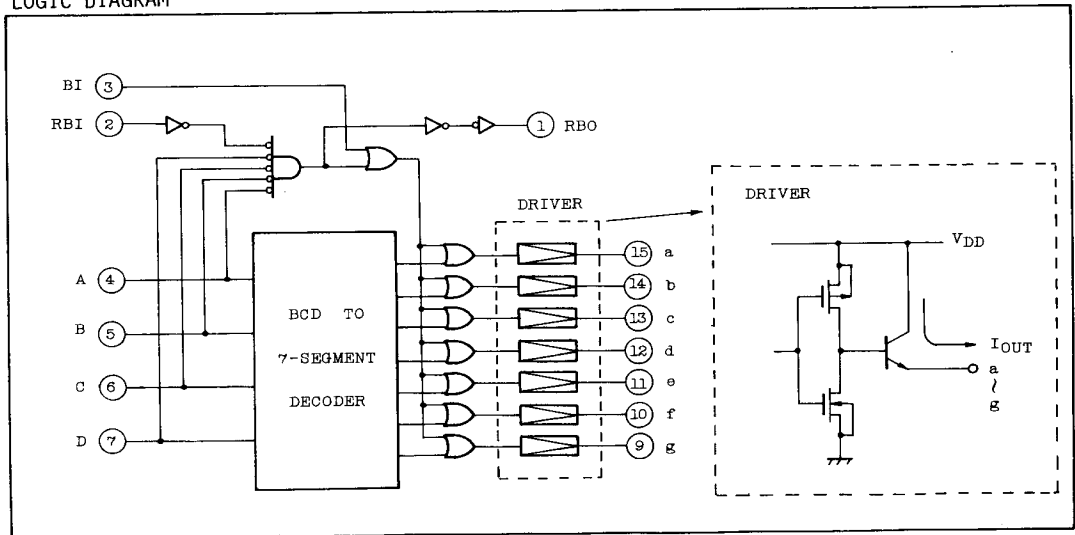 LOGIC DIAGRAM
BI 3
RBI 2
1 RBO
DRIVER
DRIVER
VDD
A 4
B 5
C 6
D 7
BCD TO
7-SEGMENT
DECODER
15 a
14 b
13 c
12 d
11 e
10 f
9 g
IOUT
a
~
g